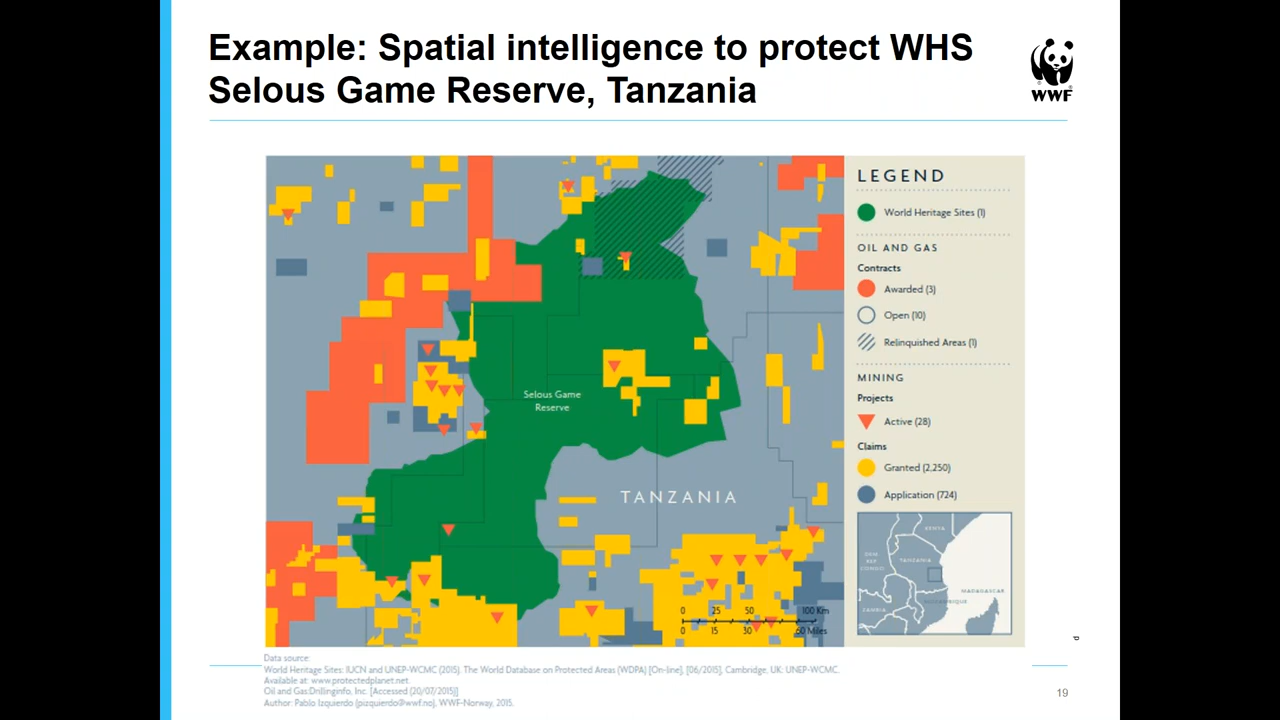 Example: Spatial intelligence to protect WHS
Selous Game Reserve, Tanzania
WWF
LEGEND
World Heritage Sites (1)
OIL AND GAS
Contracts
Awarded (3)
Open (10)
Relinquished Areas (1)
MINING
Projects
Active (28)
Claims
Granted (2,250)
Application (724)
Selous Game
Reserve
TANZANIA
0 25 50 100 Km
0 15 30 60 Miles
KENYA
DEM.
REP.
CONGO
TANZANIA
MADAGASCAR
MOZAMBIQUE
ZAMBIA
Data source:
World Heritage Sites: IUCN and UNEP-WCMC (2015). The World Database on Protected Areas (WDPA) [On-line], [06/2015], Cambridge, UK: UNEP-WCMC.
Available at: www.protectedplanet.net.
Oil and Gas:Drillinginfo, Inc. [Accessed (20/07/2015)]
Author: Pablo Izquierdo (pizquierdo@wwf.no), WWF-Norway, 2015.
d
19